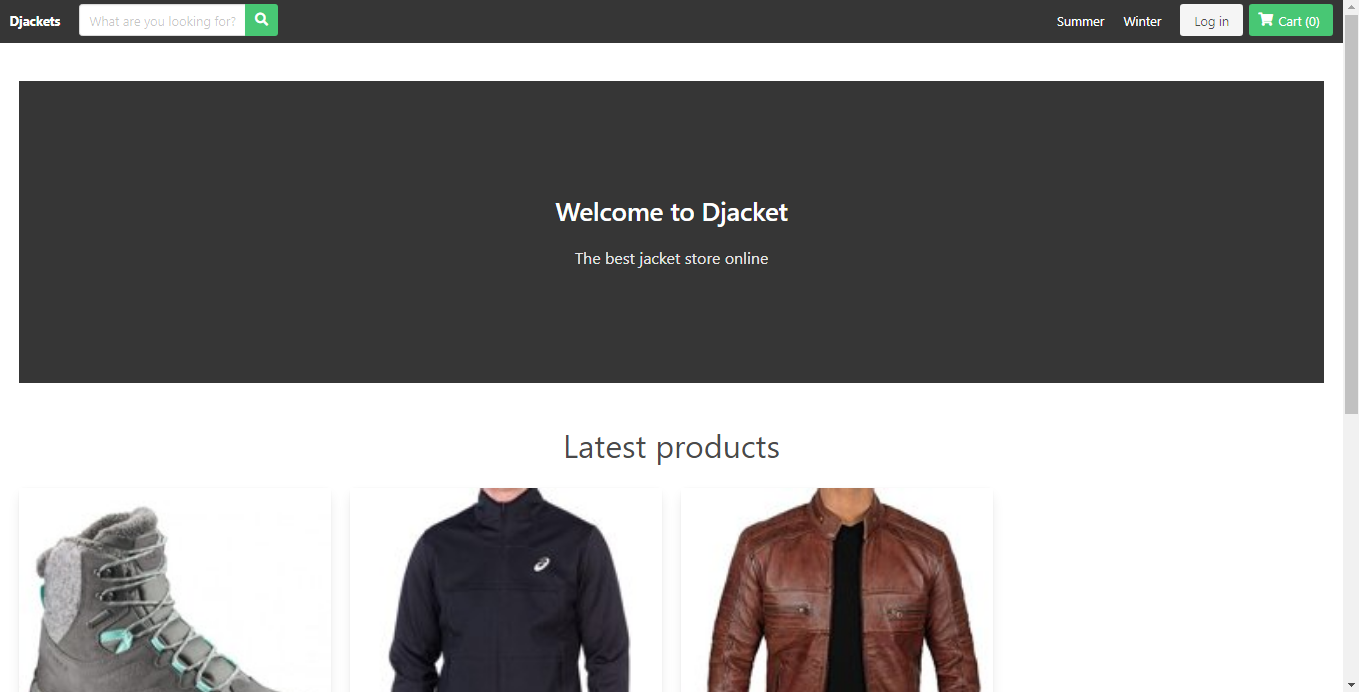 Djackets
What are you looking for?
Summer
Winter
Log in
Cart (0)
Welcome to Djacket
The best jacket store online
Latest products